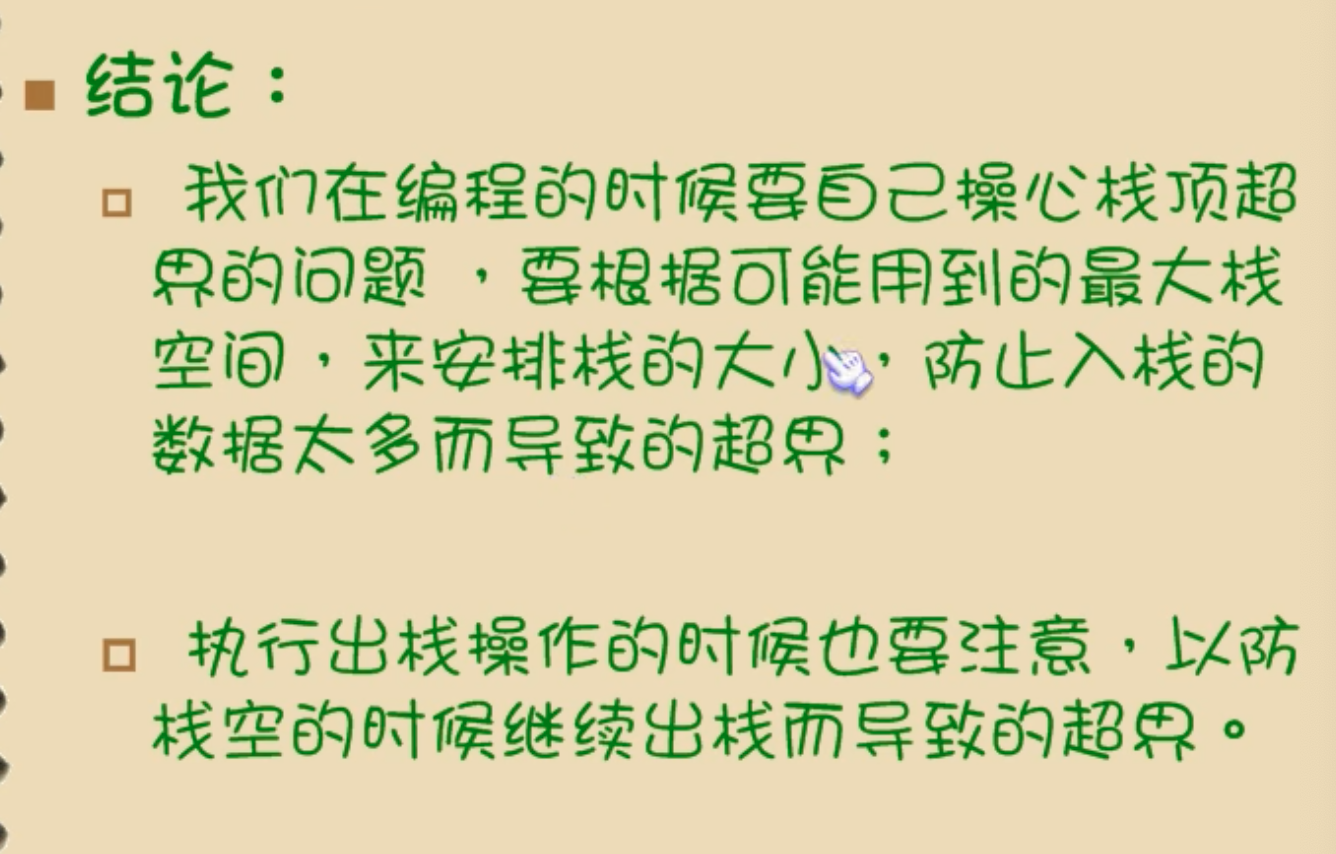 结论：
我们在编程的时候要自己操心栈顶超
界的问题 ，要根据可能用到的最大栈
空间，来安排栈的大小，防止入栈的
数据太多而导致的超界；
执行出栈操作的时候也要注意，以防
栈空的时候继续出栈而导致的超界。